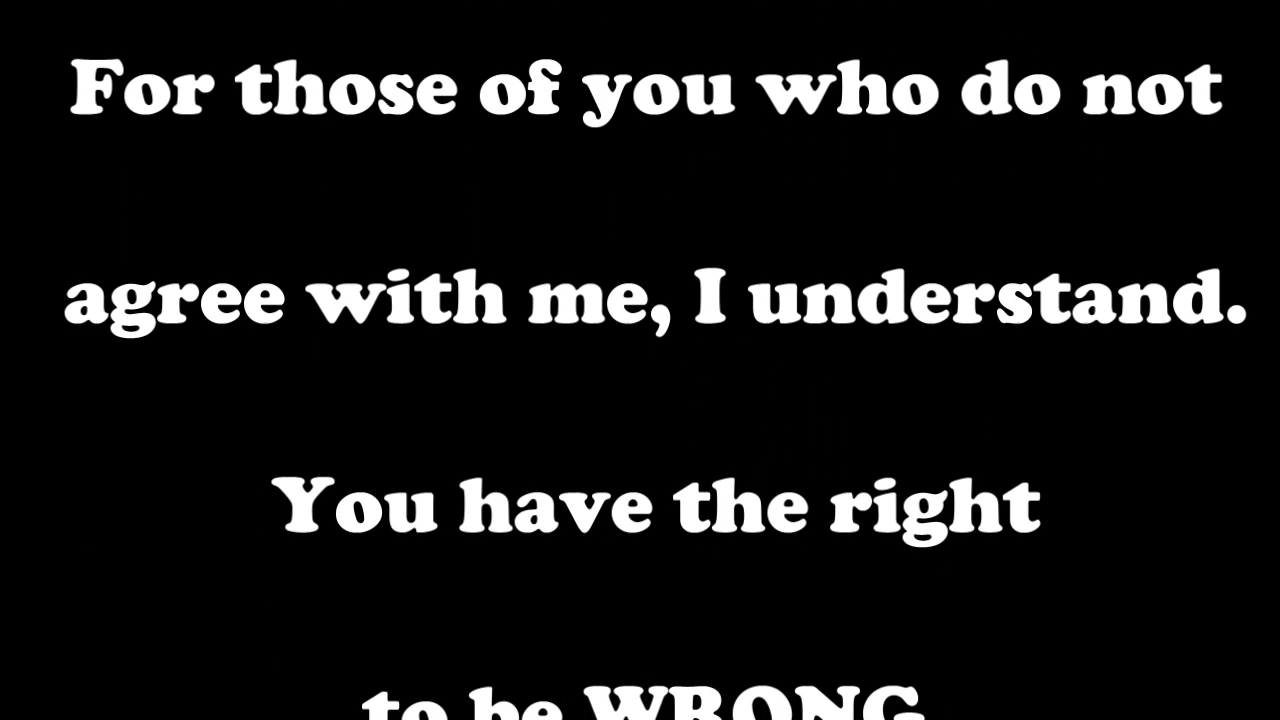 For those of you who do not
agree with me, I understand.
You have the right
to be WRONG